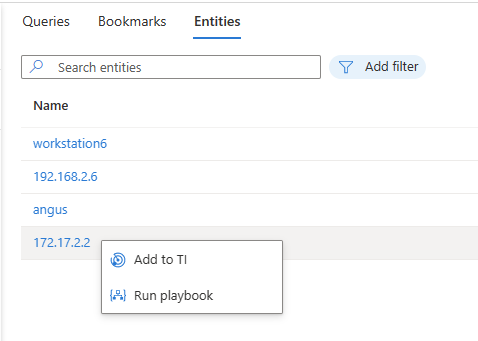 Queries Bookmarks Entities
Search entities Add filter
Name
workstation6
192.168.2.6
angus
172.17.2.2
Add to TI
Run playbook